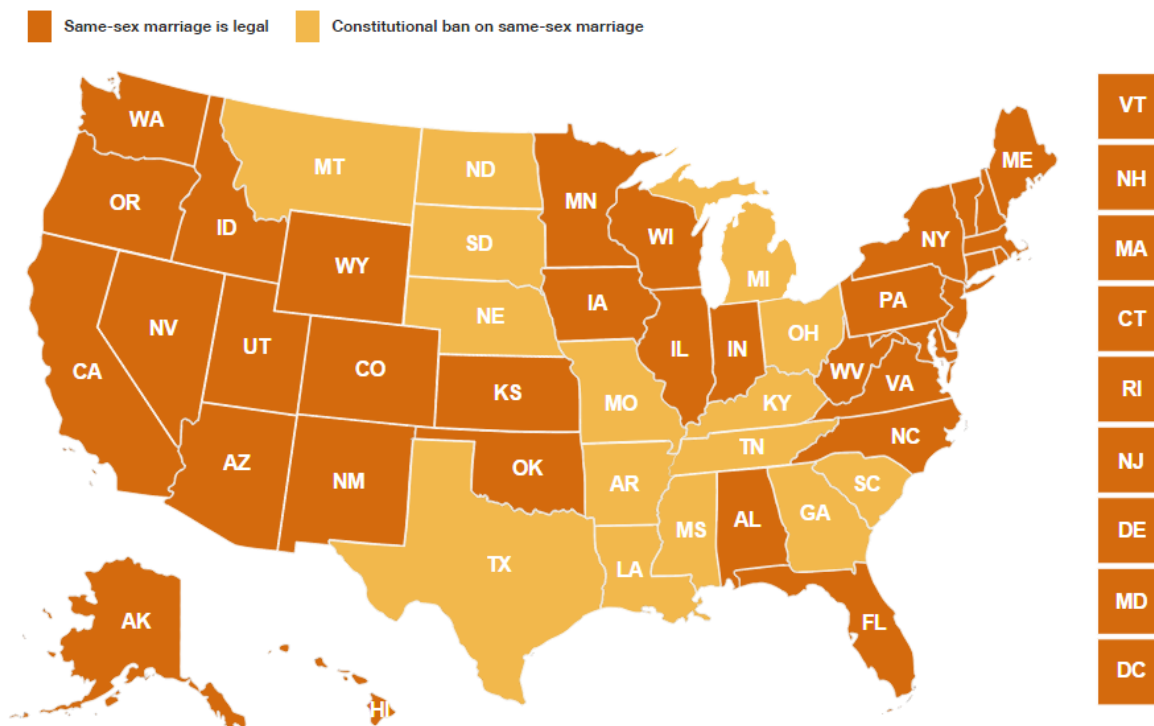 Same-sex marriage is legal Constitutional ban on same-sex marriage
VT
WA
ME
MT
ND
NH
MN
OR
ID
SD
WI
NY
MA
WY
MI
PA
IA
NE
CT
NV
OH
UT
IL
IN
CO
CA
WV
VA
RI
KS
MO
KY
NC
TN
NJ
AZ
OK
NM
AR
SC
GA
MS
AL
DE
TX
LA
MD
AK
FL
DC
HI